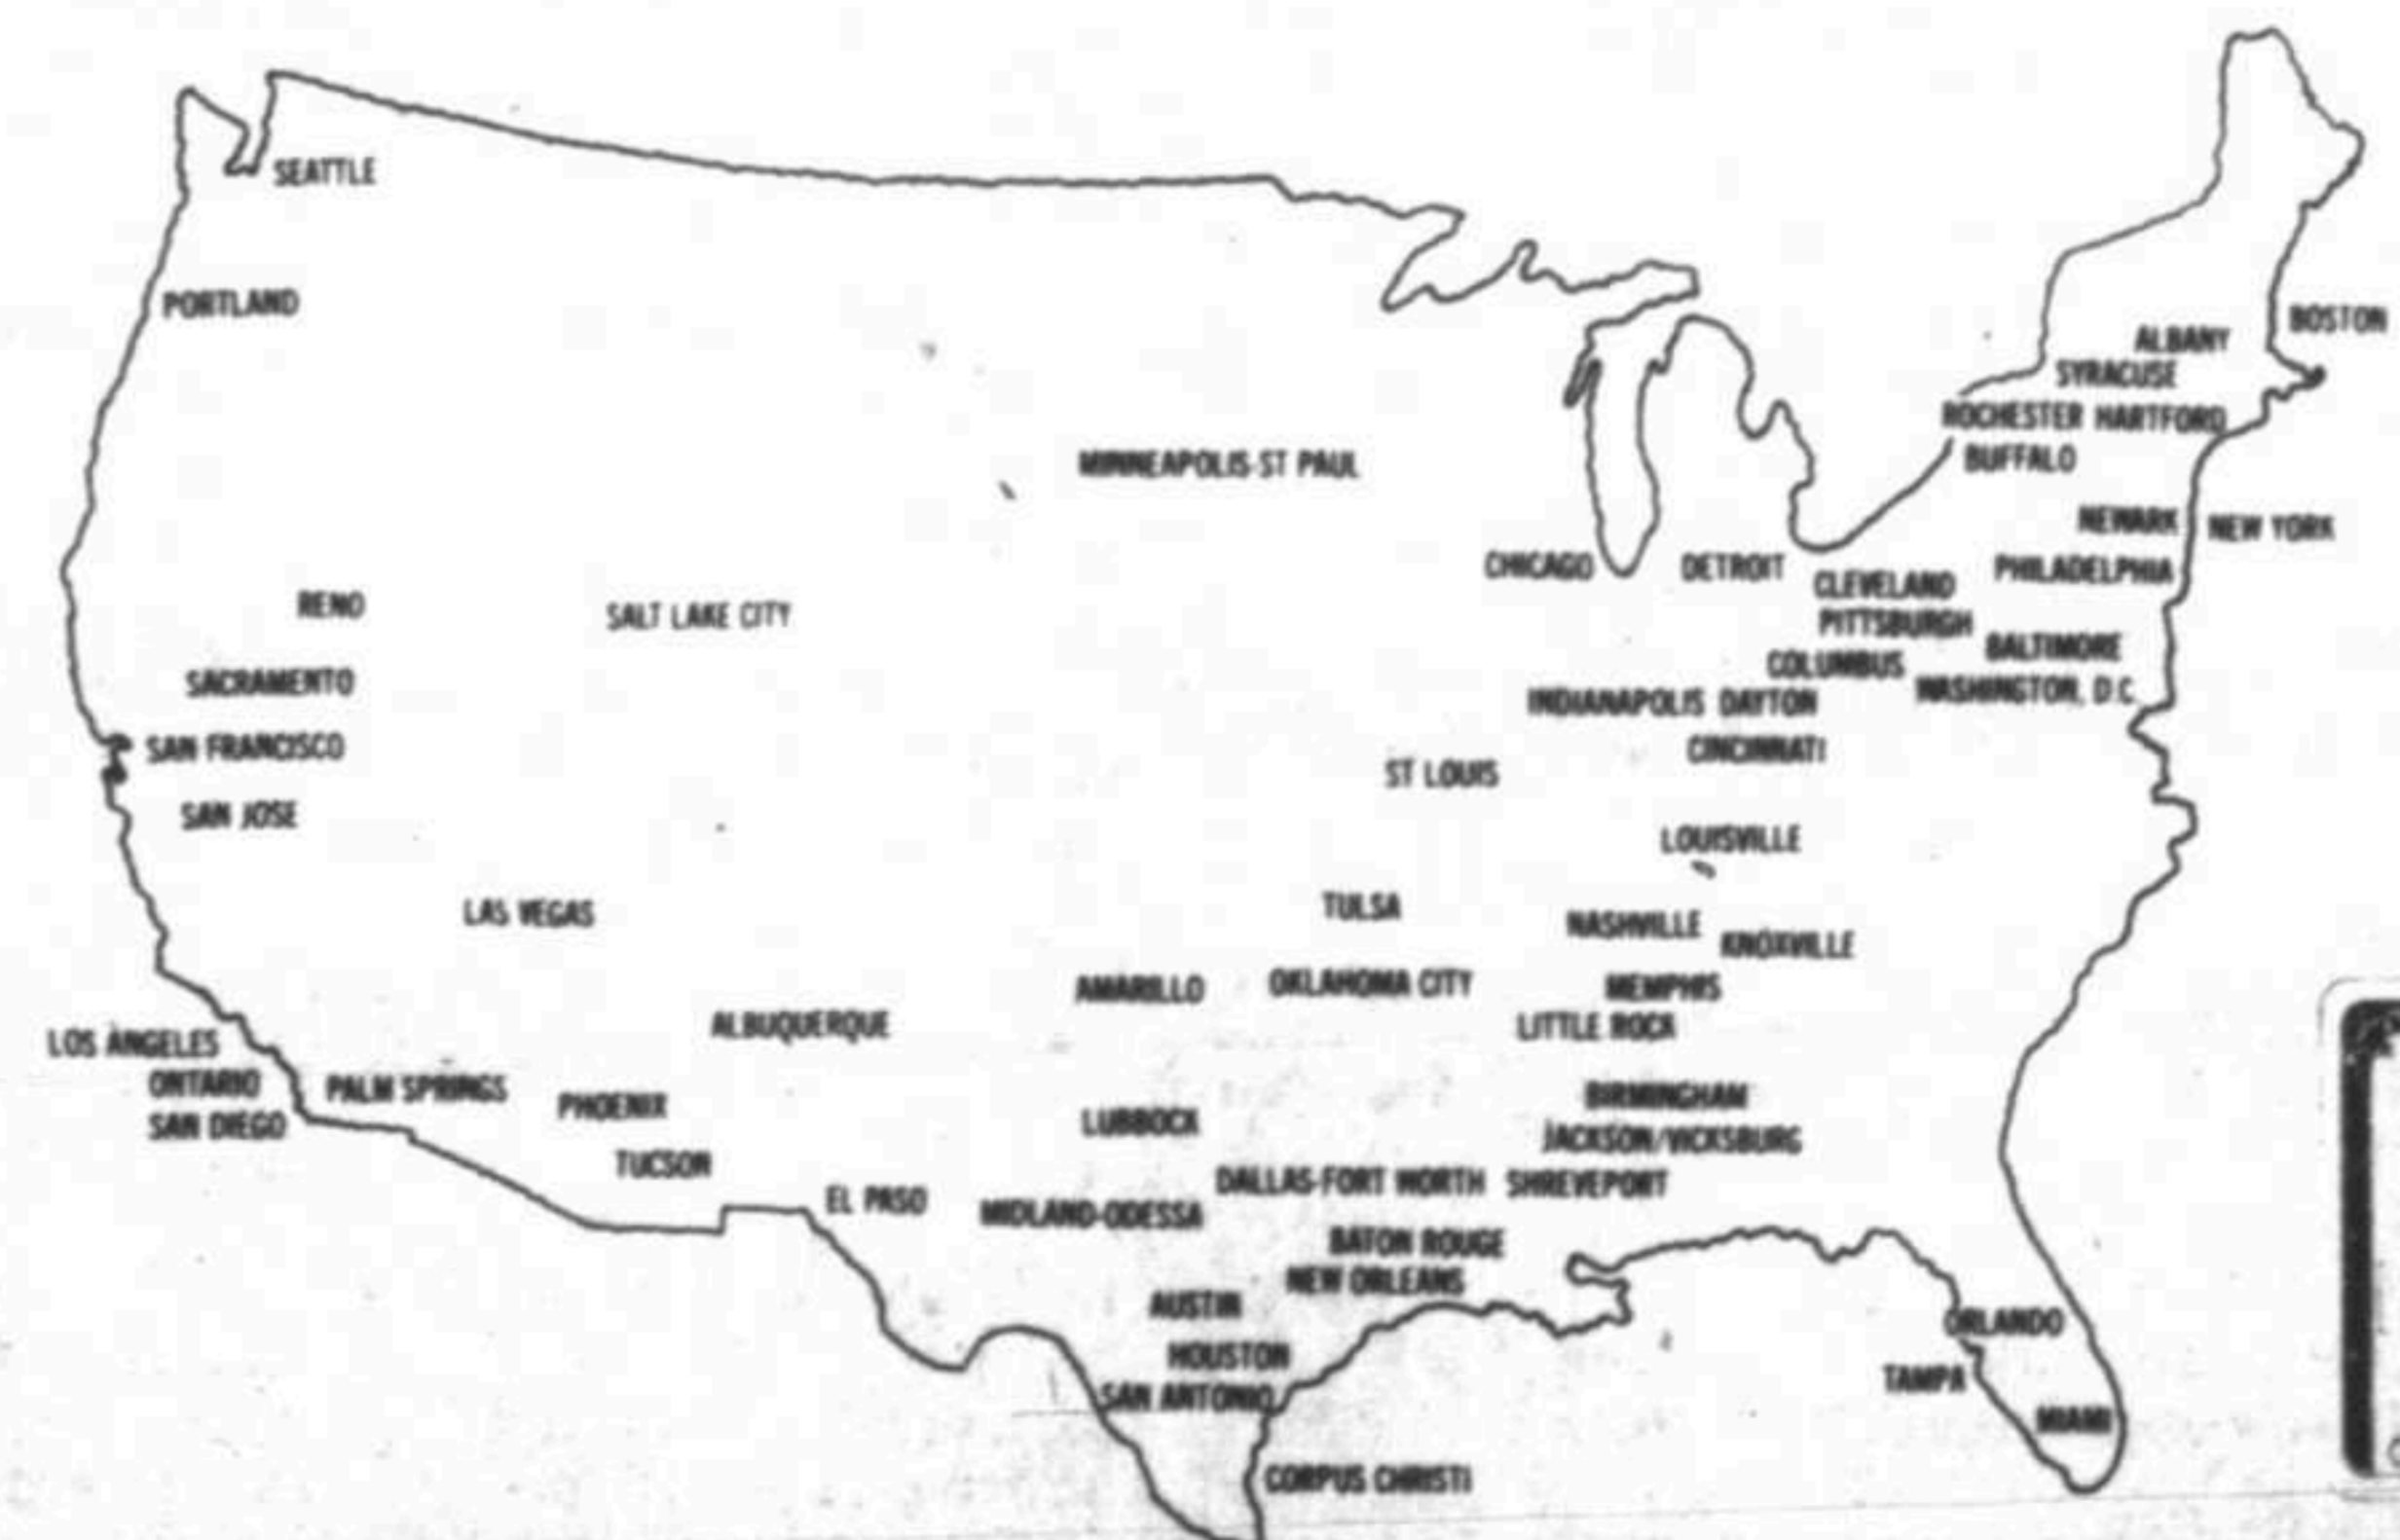 SEATTLE
PORTLAND
BOSTON
ALBANY
SYRACUSE
ROCHESTER HARTFORD
BUFFALO
MINNEAPOLIS-ST PAUL
NEWARK NEW YORK
CHICAGO DETROIT PHILADELPHIA
CLEVELAND
RENO SALT LAKE CITY
PITTSBURGH
BALTIMORE
COLUMBUS
SACRAMENTO
WASHINGTON, D.C.
INDIANAPOLIS DAYTON
SAN FRANCISCO
CINCINNATI
ST LOUIS
SAN JOSE
LOUISVILLE
LAS VEGAS
TULSA
NASHVILLE
KNOXVILLE
AMARILLO OKLAHOMA CITY MEMPHIS
ALBUQUERQUE
LITTLE ROCK
LOS ANGELES
ONTARIO
PALM SPRINGS
PHOENIX
BIRMINGHAM
SAN DIEGO
LUBBOCK
JACKSON/VICKSBURG
TUCSON
DALLAS-FORT WORTH SHREVEPORT
EL PASO
MIDLAND-ODESSA
BATON ROUGE
NEW ORLEANS
AUSTIN
ORLANDO
HOUSTON
TAMPA
SAN ANTONIO
MIAMI
CORPUS CHRISTI